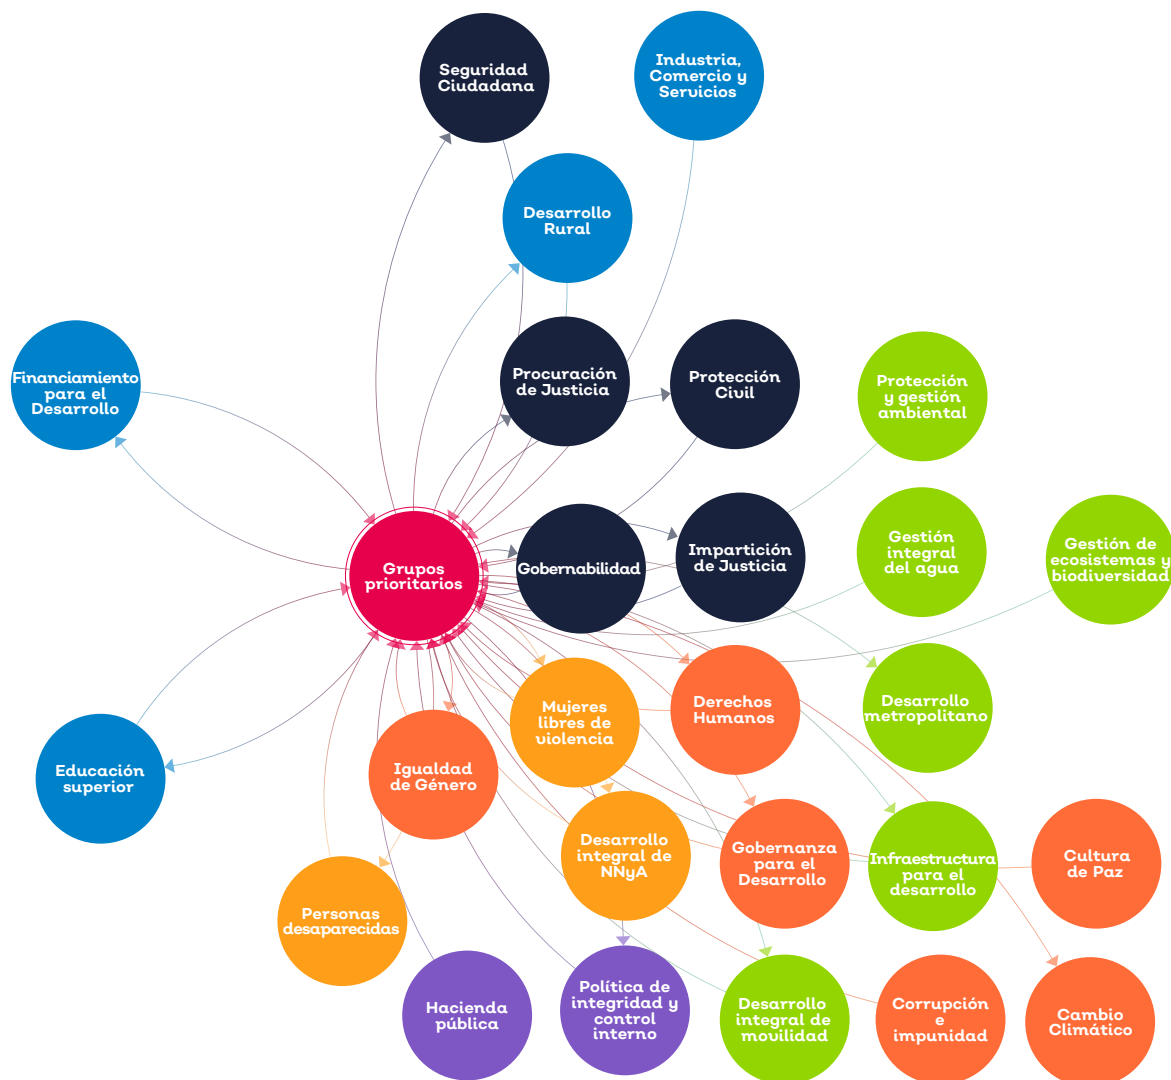 Seguridad
Ciudadana
Industria,
Comercio y
Servicios
Desarrollo
Rural
Financiamiento
para el
Desarrollo
Procuración
de Justicia
Protección
Civil
Protección
y gestión
ambiental
Grupos
prioritarios
Gobernabilidad
Impartición
de Justicia
Gestión
integral
del agua
Gestión de
ecosistemas y
biodiversidad
Mujeres
libres de
violencia
Derechos
Humanos
Desarrollo
metropolitano
Educación
superior
Igualdad
de Género
Desarrollo
integral de
NNyA
Gobernanza
para el
Desarrollo
Infraestructura
para el
desarrollo
Cultura
de Paz
Personas
desaparecidas
Hacienda
pública
Política de
integridad y
control
interno
Desarrollo
integral de
movilidad
Corrupción
e
impunidad
Cambio
Climático